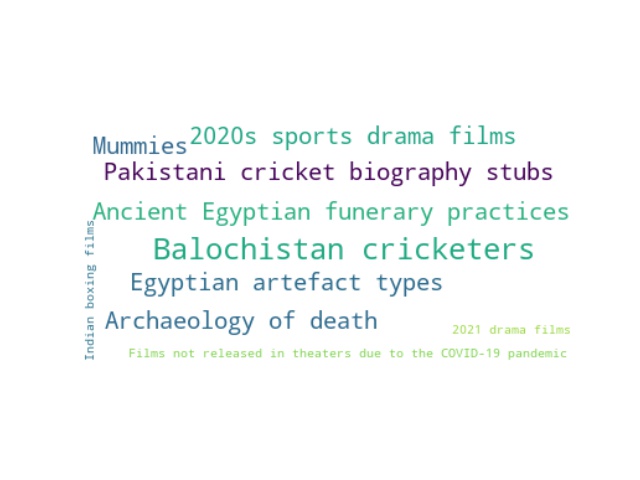 2020s sports drama films
Mummies
Pakistani cricket biography stubs
Ancient Egyptian funerary practices
Balochistan cricketers
Indian boxing films
Egyptian artefact types
Archaeology of death
2021 drama films
Films not released in theaters due to the COVID-19 pandemic